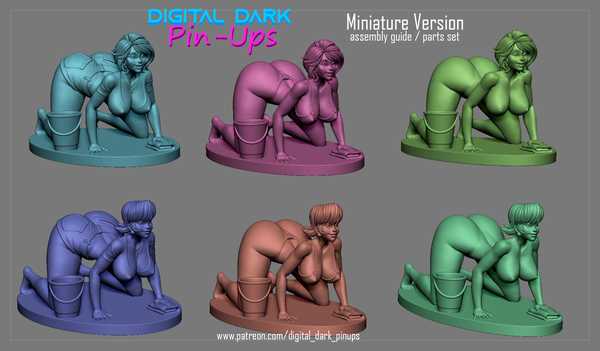 DIGITAL DARK
Pin-Ups
Miniature Version
assembly guide / parts set
www.patreon.com/digital_dark_pinups